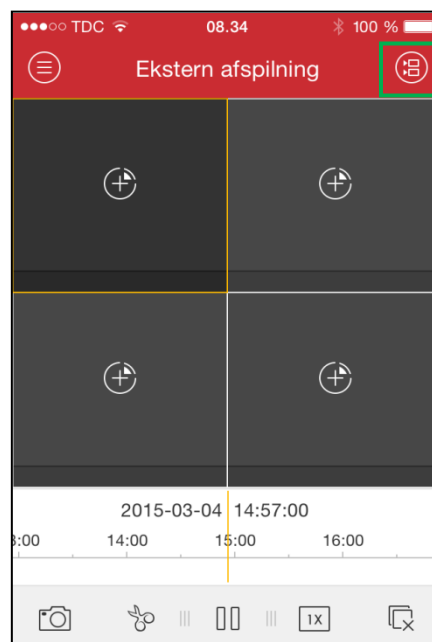 TDC 08.34 100 %
Ekstern afspilning
2015-03-04 14:57:00
3:00 14:00 15:00 16:00
1X